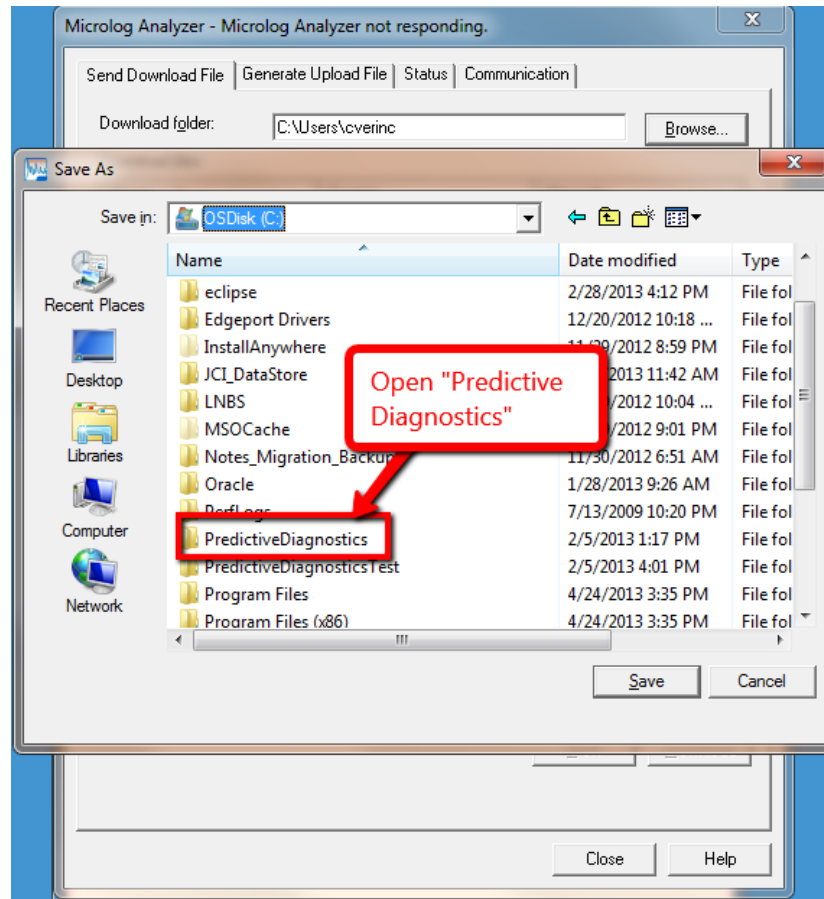 Microlog Analyzer - Microlog Analyzer not responding.
Send Download File Generate Upload File Status Communication
Download folder: C:\Users\cverinc Browse...
Save As
Save in: OSDisk (C:)
Name Date modified Type
Recent Places
Desktop
Libraries
Computer
Network
eclipse 2/28/2013 4:12 PM File fol
Edgeport Drivers 12/20/2012 10:18 ... File fol
InstallAnywhere 11/29/2012 8:59 PM File fol
JCI_DataStore 2013 11:42 AM File fol
LNBS /2012 10:04 ... File fol
MSOCache /2012 9:01 PM File fol
Notes_Migration_Backup 11/30/2012 6:51 AM File fol
Oracle 1/28/2013 9:26 AM File fol
PerfLogs 7/13/2009 10:20 PM File fol
PredictiveDiagnostics 2/5/2013 1:17 PM File fol
PredictiveDiagnosticsTest 2/5/2013 4:01 PM File fol
Program Files 4/24/2013 3:35 PM File fol
Program Files (x86) 4/24/2013 3:35 PM File fol
Open "Predictive
Diagnostics"
Save Cancel
Close Help